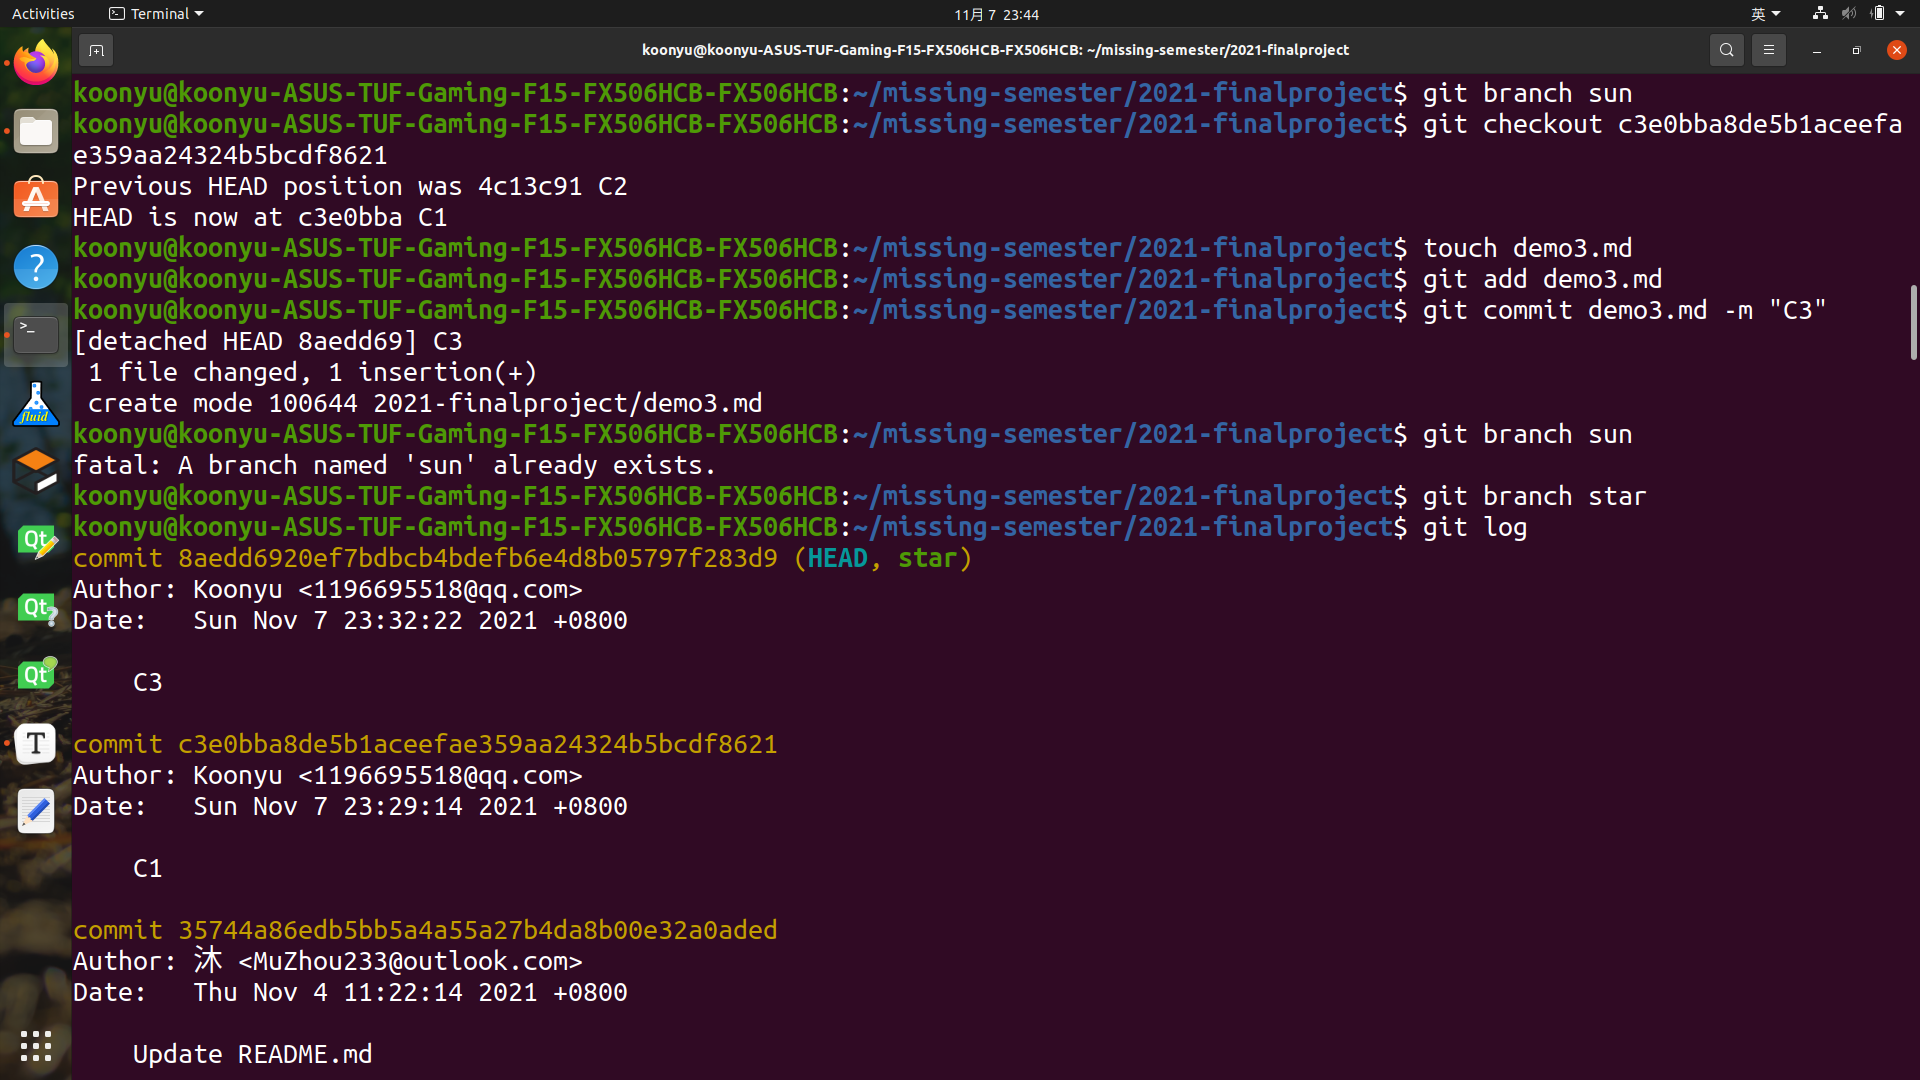 Activities
Terminal
11月 7 23:44
英
koonyu@koonyu-ASUS-TUF-Gaming-F15-FX506HCB-FX506HCB: ~/missing-semester/2021-finalproject
koonyu@koonyu-ASUS-TUF-Gaming-F15-FX506HCB-FX506HCB:~/missing-semester/2021-finalproject$ git branch sun
koonyu@koonyu-ASUS-TUF-Gaming-F15-FX506HCB-FX506HCB:~/missing-semester/2021-finalproject$ git checkout c3e0bba8de5b1aceefa
e359aa24324b5bcdf8621
Previous HEAD position was 4c13c91 C2
HEAD is now at c3e0bba C1
koonyu@koonyu-ASUS-TUF-Gaming-F15-FX506HCB-FX506HCB:~/missing-semester/2021-finalproject$ touch demo3.md
koonyu@koonyu-ASUS-TUF-Gaming-F15-FX506HCB-FX506HCB:~/missing-semester/2021-finalproject$ git add demo3.md
koonyu@koonyu-ASUS-TUF-Gaming-F15-FX506HCB-FX506HCB:~/missing-semester/2021-finalproject$ git commit demo3.md -m "C3"
[detached HEAD 8aedd69] C3
 1 file changed, 1 insertion(+)
 create mode 100644 2021-finalproject/demo3.md
koonyu@koonyu-ASUS-TUF-Gaming-F15-FX506HCB-FX506HCB:~/missing-semester/2021-finalproject$ git branch sun
fatal: A branch named 'sun' already exists.
koonyu@koonyu-ASUS-TUF-Gaming-F15-FX506HCB-FX506HCB:~/missing-semester/2021-finalproject$ git branch star
koonyu@koonyu-ASUS-TUF-Gaming-F15-FX506HCB-FX506HCB:~/missing-semester/2021-finalproject$ git log
commit 8aedd6920ef7bdbcb4bdefb6e4d8b05797f283d9 (HEAD, star)
Author: Koonyu <1196695518@qq.com>
Date:   Sun Nov 7 23:32:22 2021 +0800
    C3
commit c3e0bba8de5b1aceefae359aa24324b5bcdf8621
Author: Koonyu <1196695518@qq.com>
Date:   Sun Nov 7 23:29:14 2021 +0800
    C1
commit 35744a86edb5bb5a4a55a27b4da8b00e32a0aded
Author: 沐 <MuZhou233@outlook.com>
Date:   Thu Nov 4 11:22:14 2021 +0800
    Update README.md
?
>_
fluid
Qt
Qt
?
Qt
T